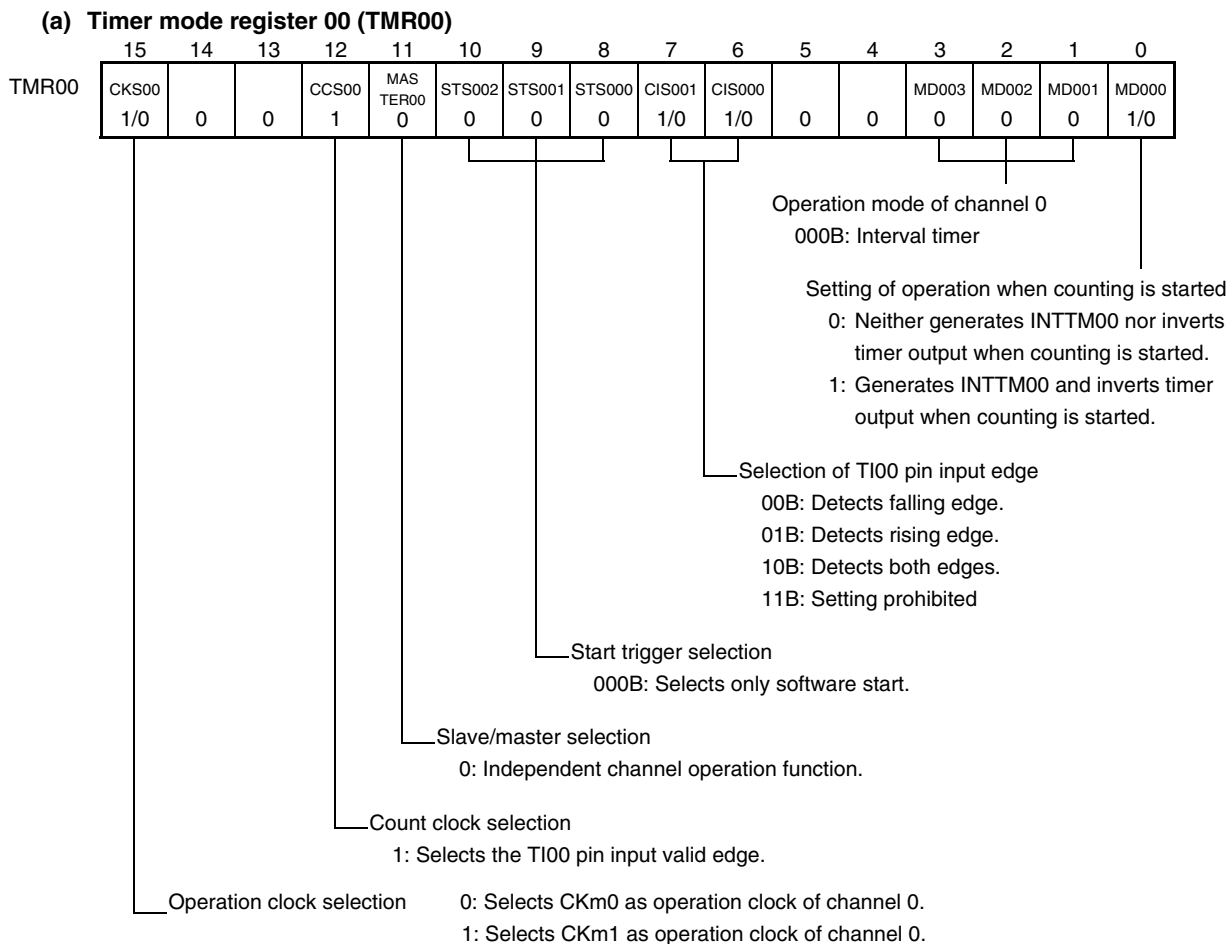 (a) Timer mode register 00 (TMR00)
15 14 13 12 11 10 9 8 7 6 5 4 3 2 1 0
TMR00 CKS00 CCS00 MAS TER00 STS002 STS001 STS000 CIS001 CIS000 MD003 MD002 MD001 MD000
1/0 0 0 1 0 0 0 0 1/0 1/0 0 0 0 0 0 1/0
Operation mode of channel 0
000B: Interval timer
Setting of operation when counting is started
0: Neither generates INTTM00 nor inverts
timer output when counting is started.
1: Generates INTTM00 and inverts timer
output when counting is started.
Selection of TI00 pin input edge
00B: Detects falling edge.
01B: Detects rising edge.
10B: Detects both edges.
11B: Setting prohibited
Start trigger selection
000B: Selects only software start.
Slave/master selection
0: Independent channel operation function.
Count clock selection
1: Selects the TI00 pin input valid edge.
Operation clock selection 0: Selects CKm0 as operation clock of channel 0.
1: Selects CKm1 as operation clock of channel 0.